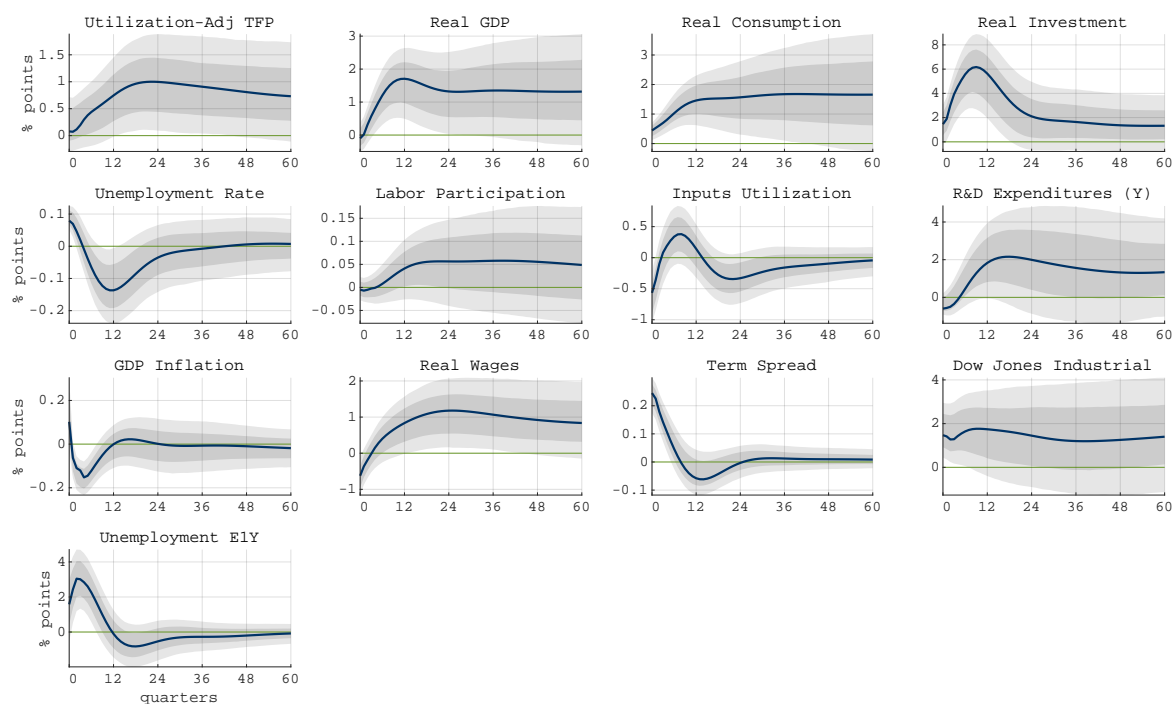 Utilization-Adj TFP
Real GDP
Real Consumption
Real Investment
% points
1.5
1
0.5
0
0 12 24 36 48 60
3
2
1
0
0 12 24 36 48 60
3
2
1
0
0 12 24 36 48 60
8
6
4
2
0
0 12 24 36 48 60
Unemployment Rate
Labor Participation
Inputs Utilization
R&D Expenditures (Y)
% points
0.1
0
-0.1
-0.2
0 12 24 36 48 60
0.15
0.1
0.05
0
-0.05
0 12 24 36 48 60
0.5
0
-0.5
-1
0 12 24 36 48 60
4
2
0
0 12 24 36 48 60
GDP Inflation
Real Wages
Term Spread
Dow Jones Industrial
% points
0.2
0
-0.2
0 12 24 36 48 60
2
1
0
-1
0 12 24 36 48 60
0.2
0.1
0
-0.1
0 12 24 36 48 60
4
2
0
0 12 24 36 48 60
Unemployment E1Y
% points
4
2
0
0 12 24 36 48 60
quarters